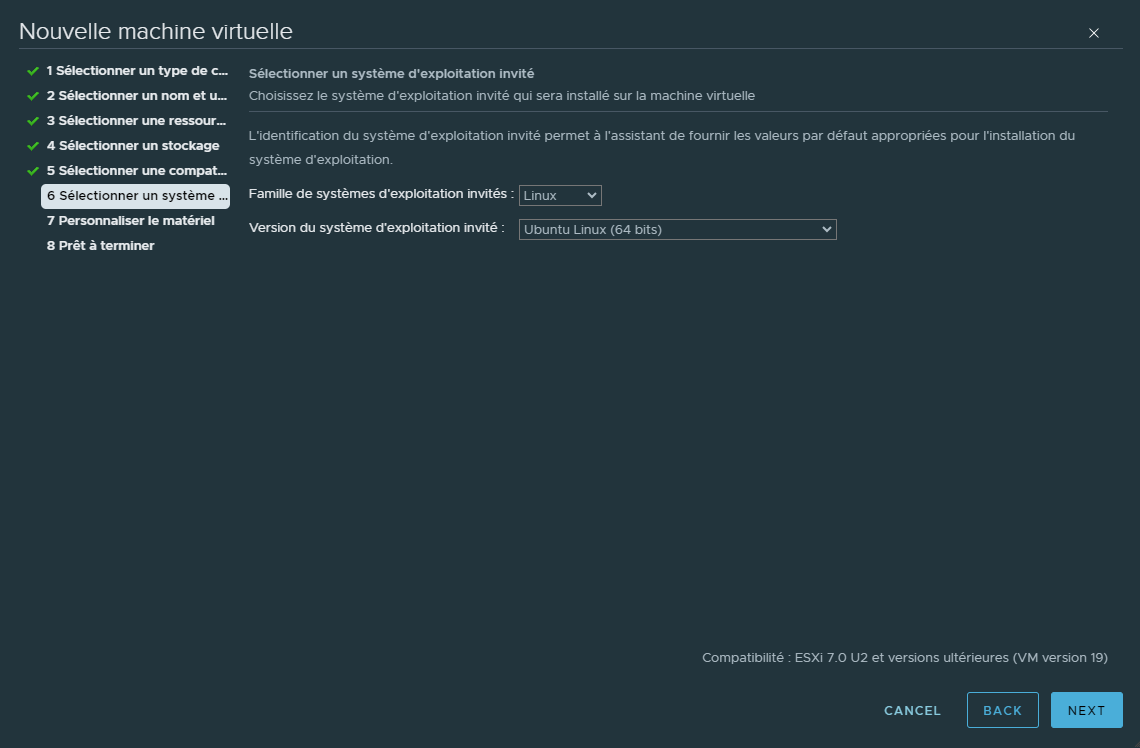 Nouvelle machine virtuelle
1 Sélectionner un type de c...
2 Sélectionner un nom et u...
3 Sélectionner une ressour...
4 Sélectionner un stockage
5 Sélectionner une compat...
6 Sélectionner un système ...
7 Personnaliser le matériel
8 Prêt à terminer
Sélectionner un système d'exploitation invité
Choisissez le système d'exploitation invité qui sera installé sur la machine virtuelle
L'identification du système d'exploitation invité permet à l'assistant de fournir les valeurs par défaut appropriées pour l'installation du
système d'exploitation.
Famille de systèmes d'exploitation invités : Linux
Version du système d'exploitation invité : Ubuntu Linux (64 bits)
Compatibilité : ESXi 7.0 U2 et versions ultérieures (VM version 19)
CANCEL BACK NEXT